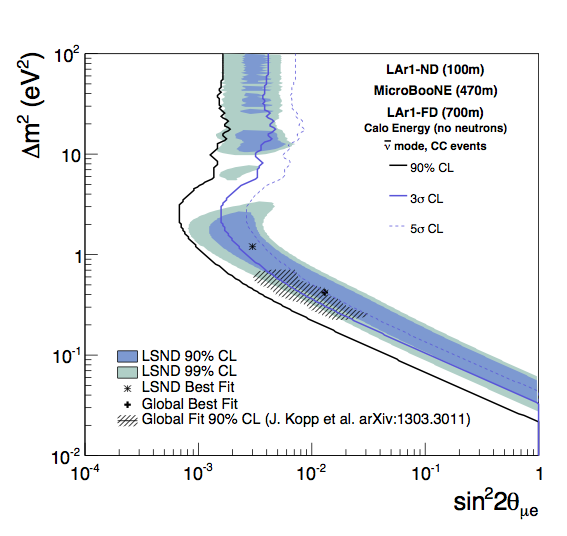 Δm² (eV²)
10²
10
1
10⁻¹
10⁻²
LAr1-ND (100m)
MicroBooNE (470m)
LAr1-FD (700m)
Calo Energy (no neutrons)
ν̅ mode, CC events
90% CL
3σ CL
5σ CL
LSND 90% CL
LSND 99% CL
LSND Best Fit
Global Best Fit
Global Fit 90% CL (J. Kopp et al. arXiv:1303.3011)
10⁻⁴ 10⁻³ 10⁻² 10⁻¹ 1
sin²2θμe